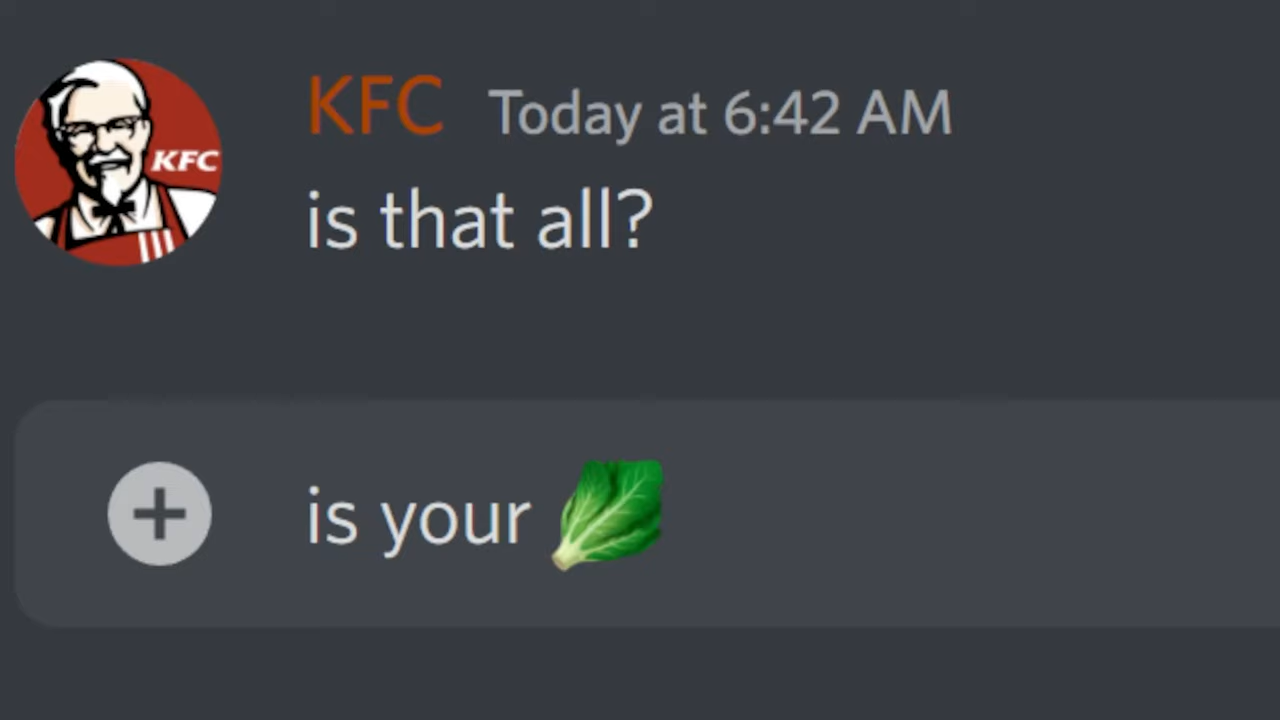 KFC
KFC Today at 6:42 AM
is that all?
is your 🥬